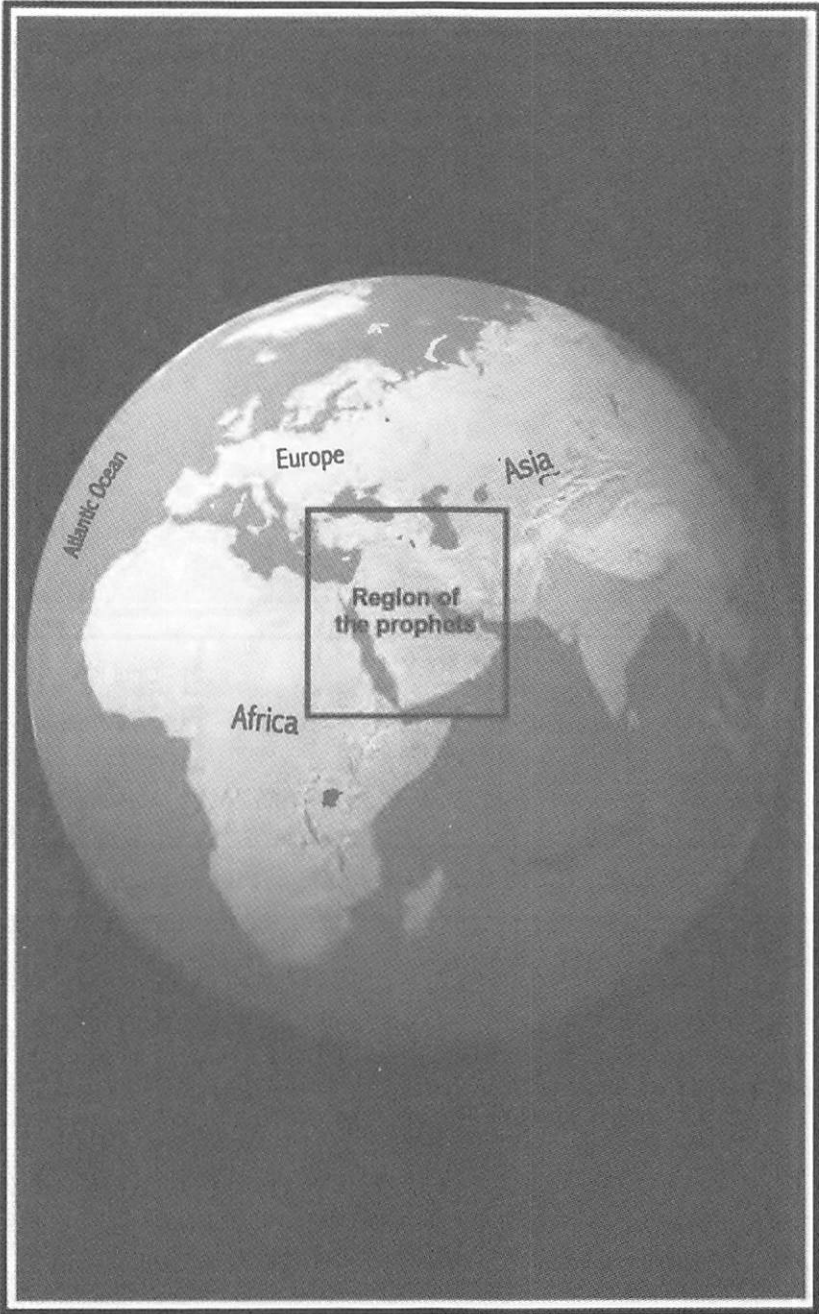 Atlantic Ocean
Europe
Asia
Region of
the prophets
Africa